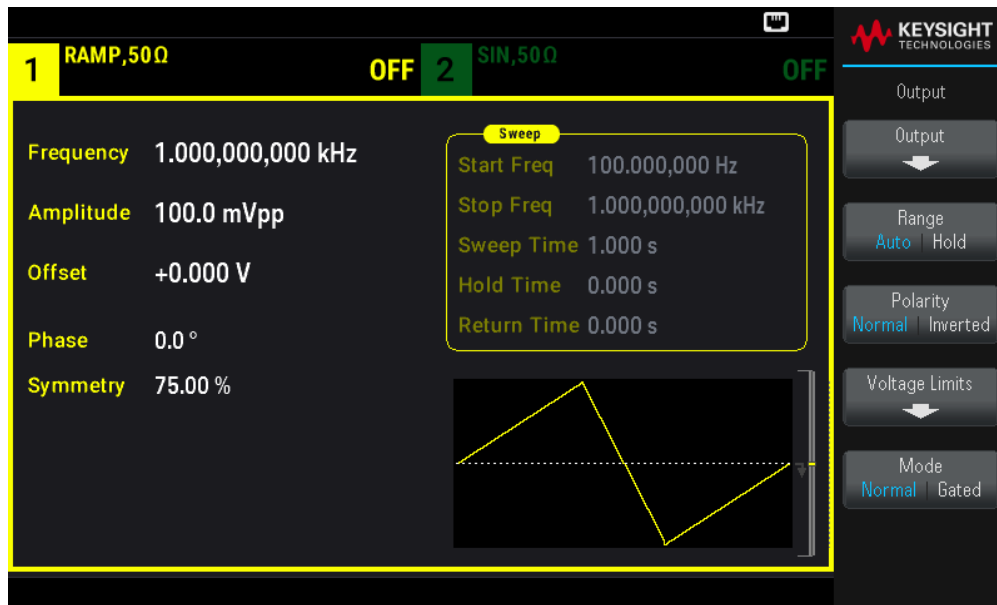 1 RAMP,50Ω OFF
2 SIN,50Ω OFF
Frequency 1.000,000,000 kHz
Amplitude 100.0 mVpp
Offset +0.000 V
Phase 0.0 °
Symmetry 75.00 %
Sweep
Start Freq 100.000,000 Hz
Stop Freq 1.000,000,000 kHz
Sweep Time 1.000 s
Hold Time 0.000 s
Return Time 0.000 s
KEYSIGHT
TECHNOLOGIES
Output
Output
Range
Auto | Hold
Polarity
Normal | Inverted
Voltage Limits
Mode
Normal | Gated